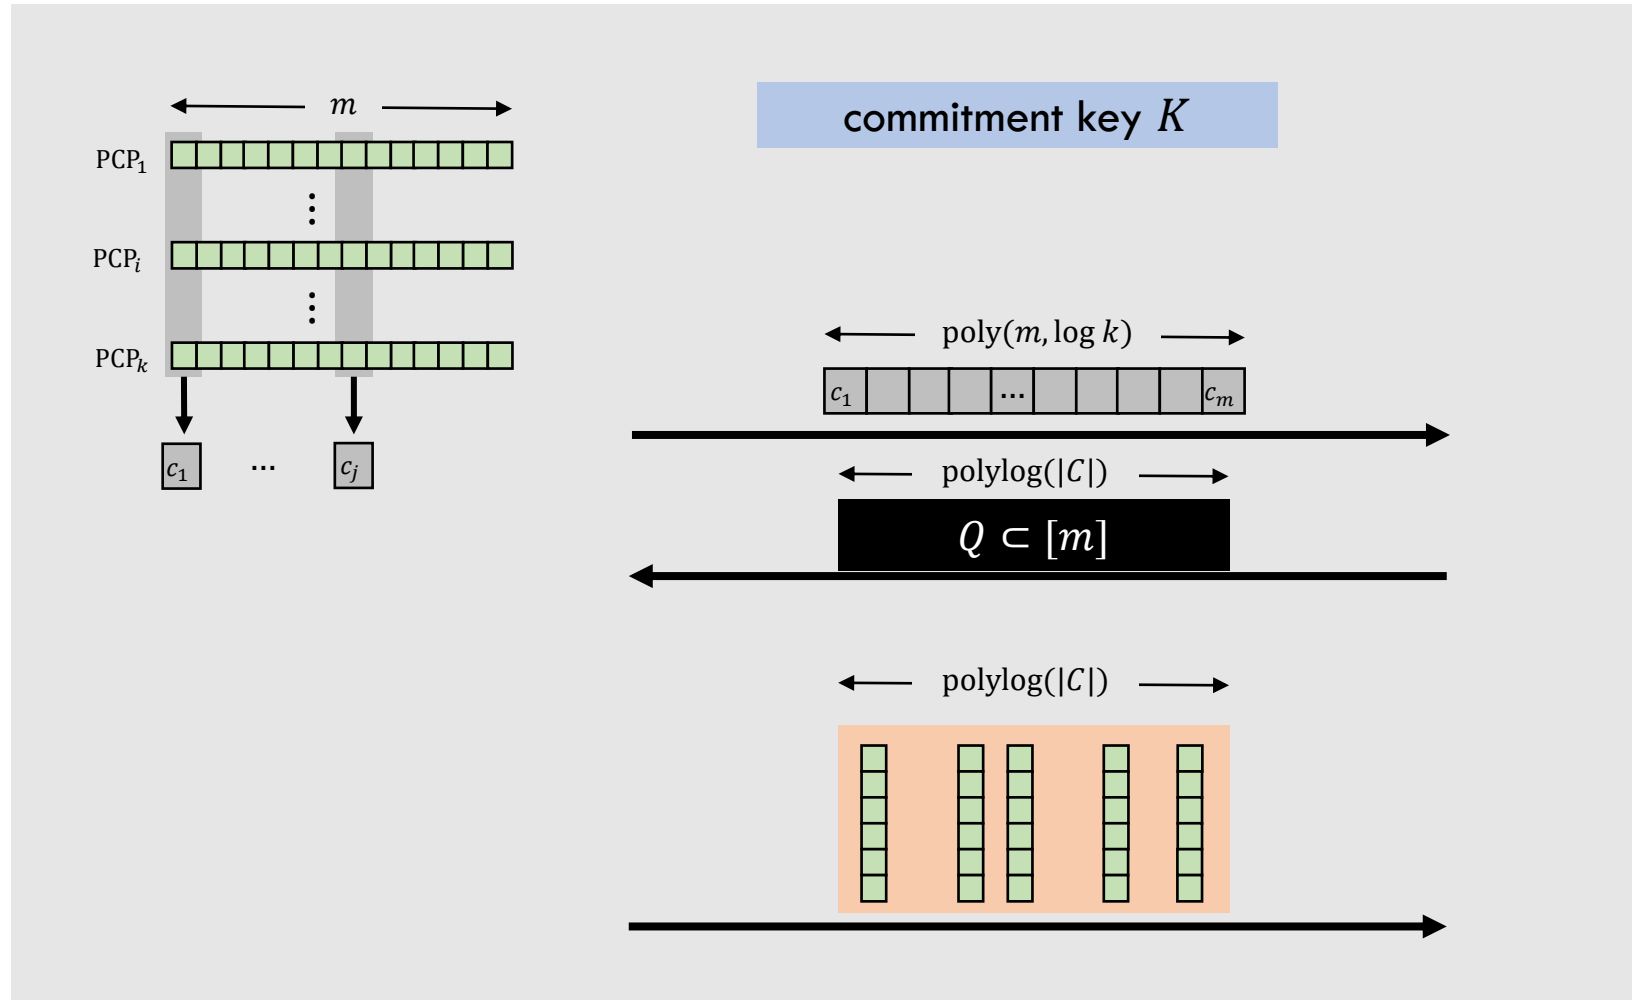 m
PCP₁
⋮
PCPᵢ
⋮
PCPₖ
c₁ ... cⱼ
commitment key K
poly(m, log k)
c₁ ... cₘ
polylog(|C|)
Q ⊂ [m]
polylog(|C|)